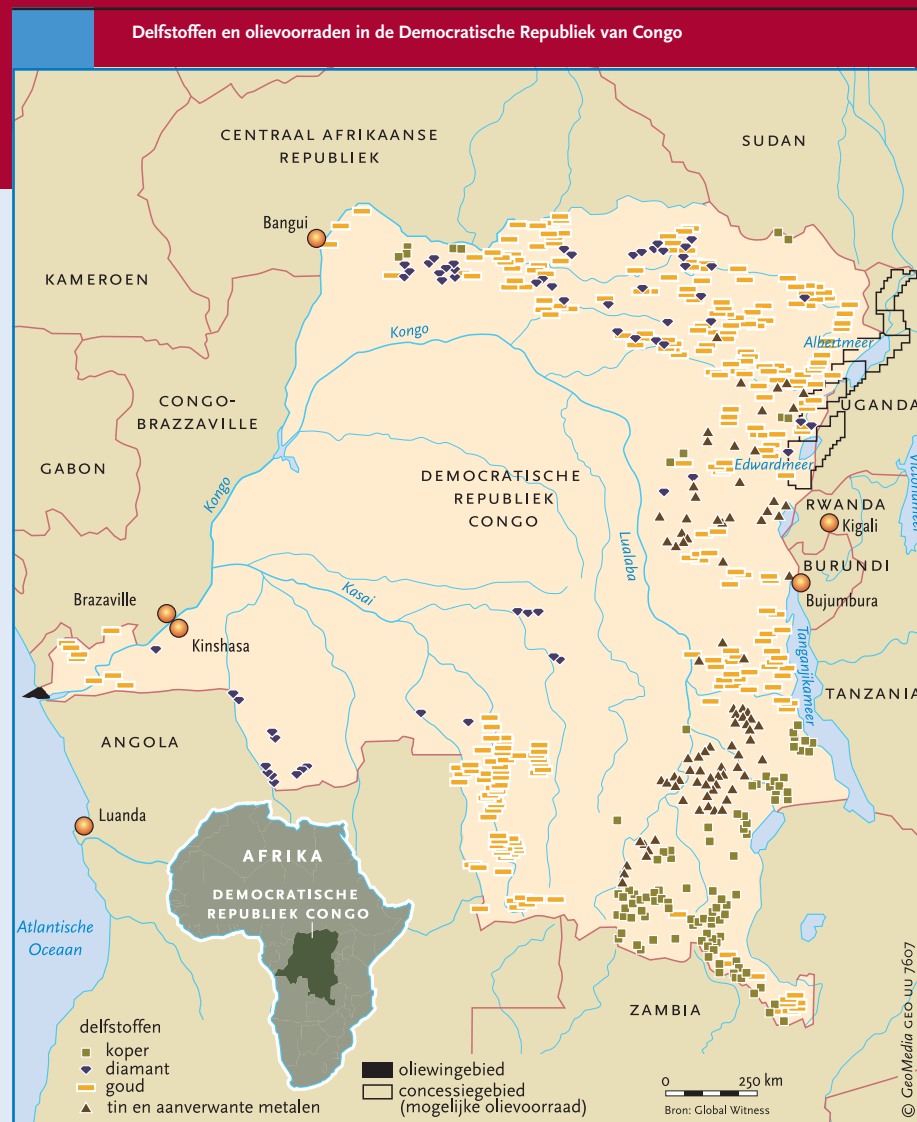 Delfstoffen en olievoorraden in de Democratische Republiek van Congo
CENTRAAL AFRIKAANSE
REPUBLIEK
SUDAN
Bangui
KAMEROEN
Kongo
Albertmeer
CONGO-
BRAZZAVILLE
UGANDA
GABON
Edwardmeer
DEMOCRATISCHE
REPUBLIEK
CONGO
Kongo
RWANDA
Kigali
Lualaba
BURUNDI
Kasai
Brazaville
Bujumbura
Kinshasa
Tanganjikameer
TANZANIA
ANGOLA
Luanda
AFRIKA
DEMOCRATISCHE
REPUBLIEK CONGO
Atlantische
Oceaan
ZAMBIA
delfstoffen
koper
diamant
goud
tin en aanverwante metalen
oliewingebied
concessiegebied
(mogelijke olievoorraad)
0 250 km
Bron: Global Witness
© GeoMedia GEO UU 7607